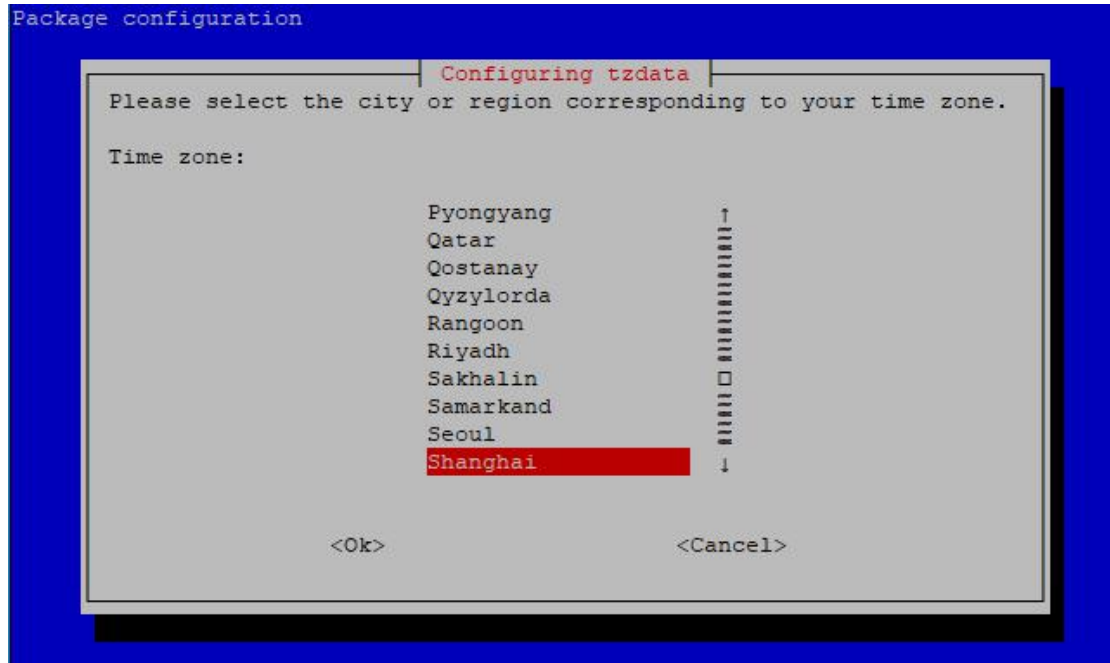 Package configuration
Configuring tzdata
Please select the city or region corresponding to your time zone.
Time zone:
Pyongyang
Qatar
Qostanay
Qyzylorda
Rangoon
Riyadh
Sakhalin
Samarkand
Seoul
Shanghai
<Ok> <Cancel>